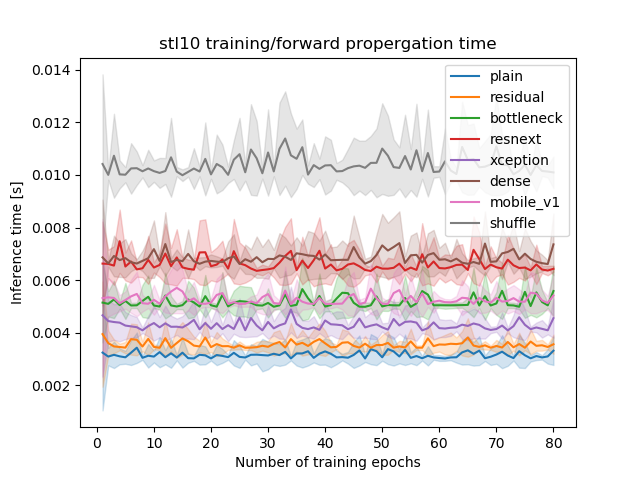 stl10 training/forward propergation time
Inference time [s]
0.014
0.012
0.010
0.008
0.006
0.004
0.002
0 10 20 30 40 50 60 70 80
Number of training epochs
plain
residual
bottleneck
resnext
xception
dense
mobile_v1
shuffle